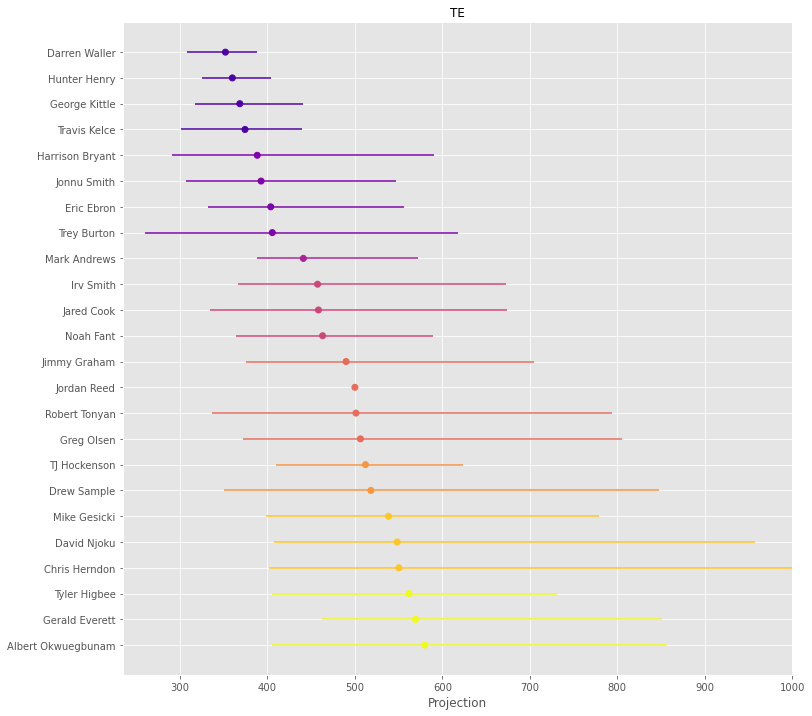 TE
Darren Waller
Hunter Henry
George Kittle
Travis Kelce
Harrison Bryant
Jonnu Smith
Eric Ebron
Trey Burton
Mark Andrews
Irv Smith
Jared Cook
Noah Fant
Jimmy Graham
Jordan Reed
Robert Tonyan
Greg Olsen
TJ Hockenson
Drew Sample
Mike Gesicki
David Njoku
Chris Herndon
Tyler Higbee
Gerald Everett
Albert Okwuegbunam
300 400 500 600 700 800 900 1000
Projection